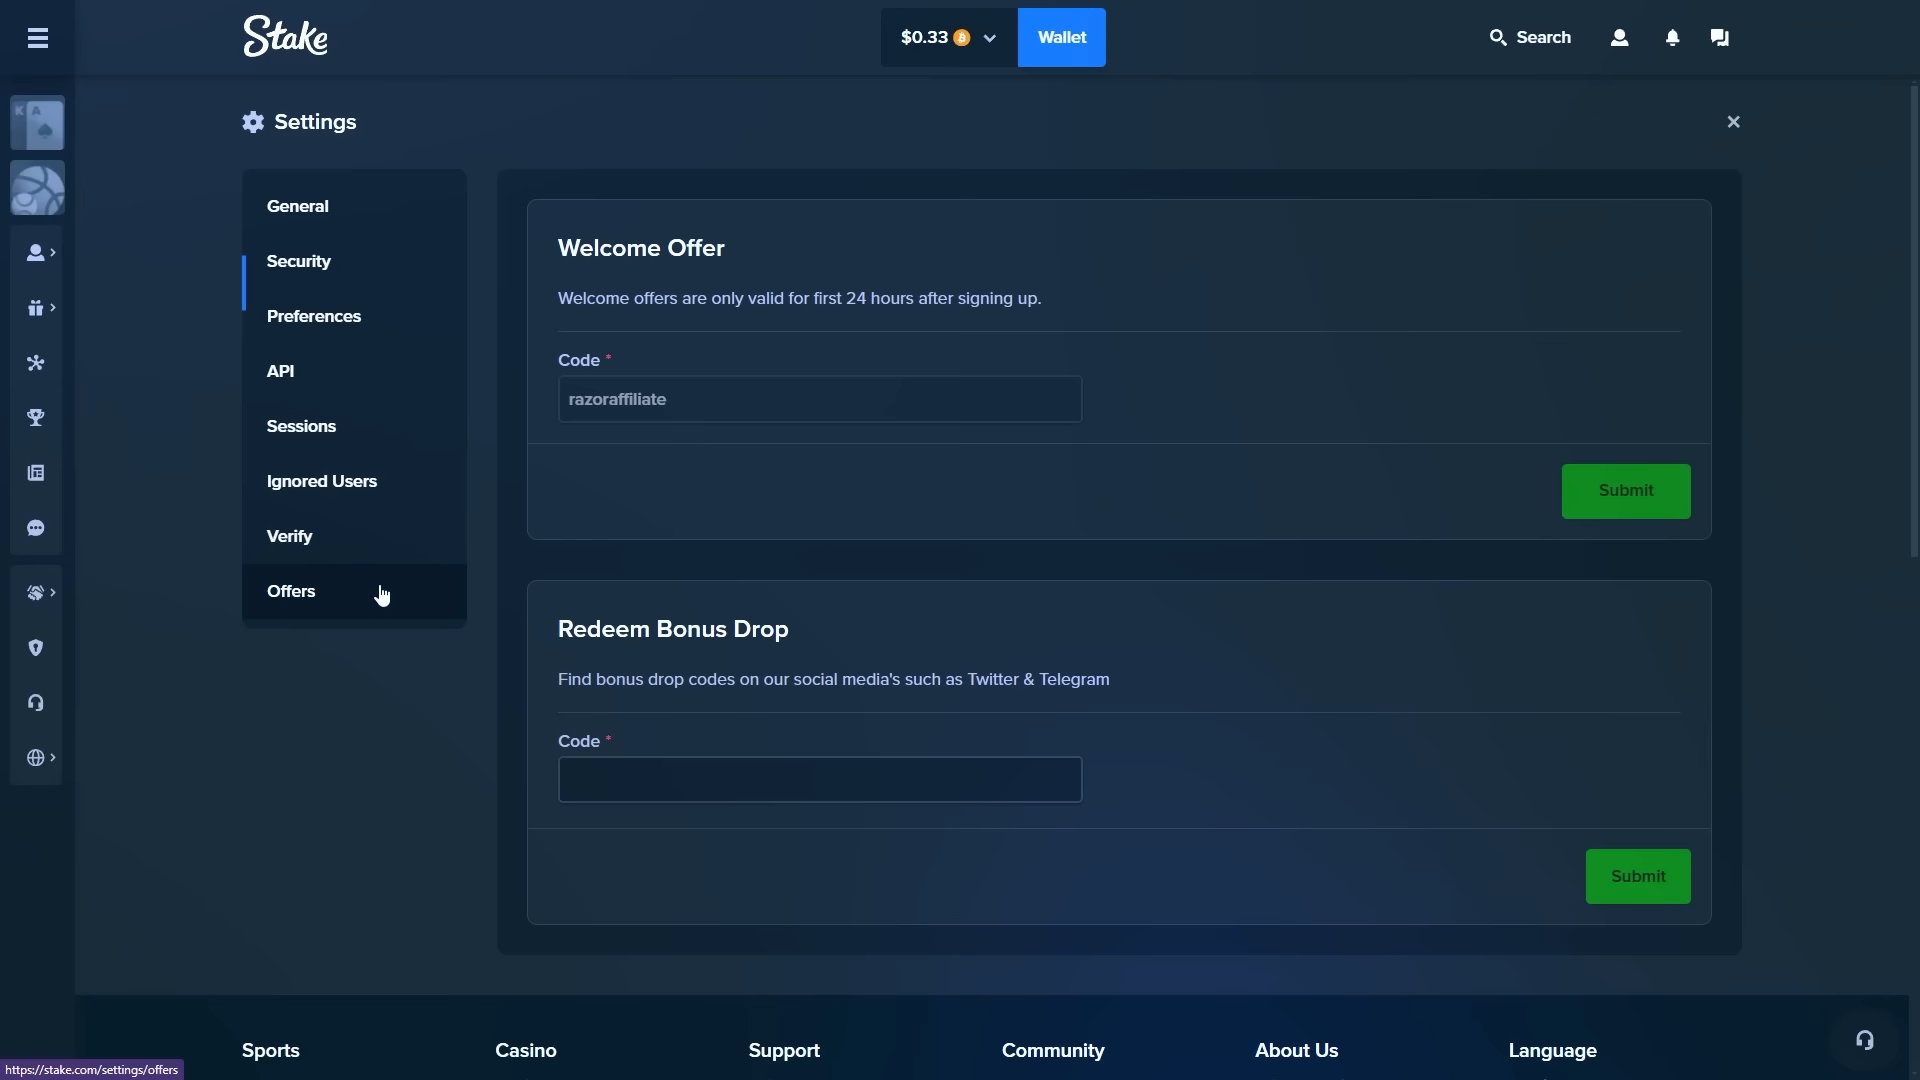 Stake
$0.33
Wallet
Search
K A
Settings
General
Security
Preferences
API
Sessions
Ignored Users
Verify
Offers
Welcome Offer
Welcome offers are only valid for first 24 hours after signing up.
Code *
razoraffiliate
Submit
Redeem Bonus Drop
Find bonus drop codes on our social media's such as Twitter & Telegram
Code *
Submit
Sports
Casino
Support
Community
About Us
Language
https://stake.com/settings/offers